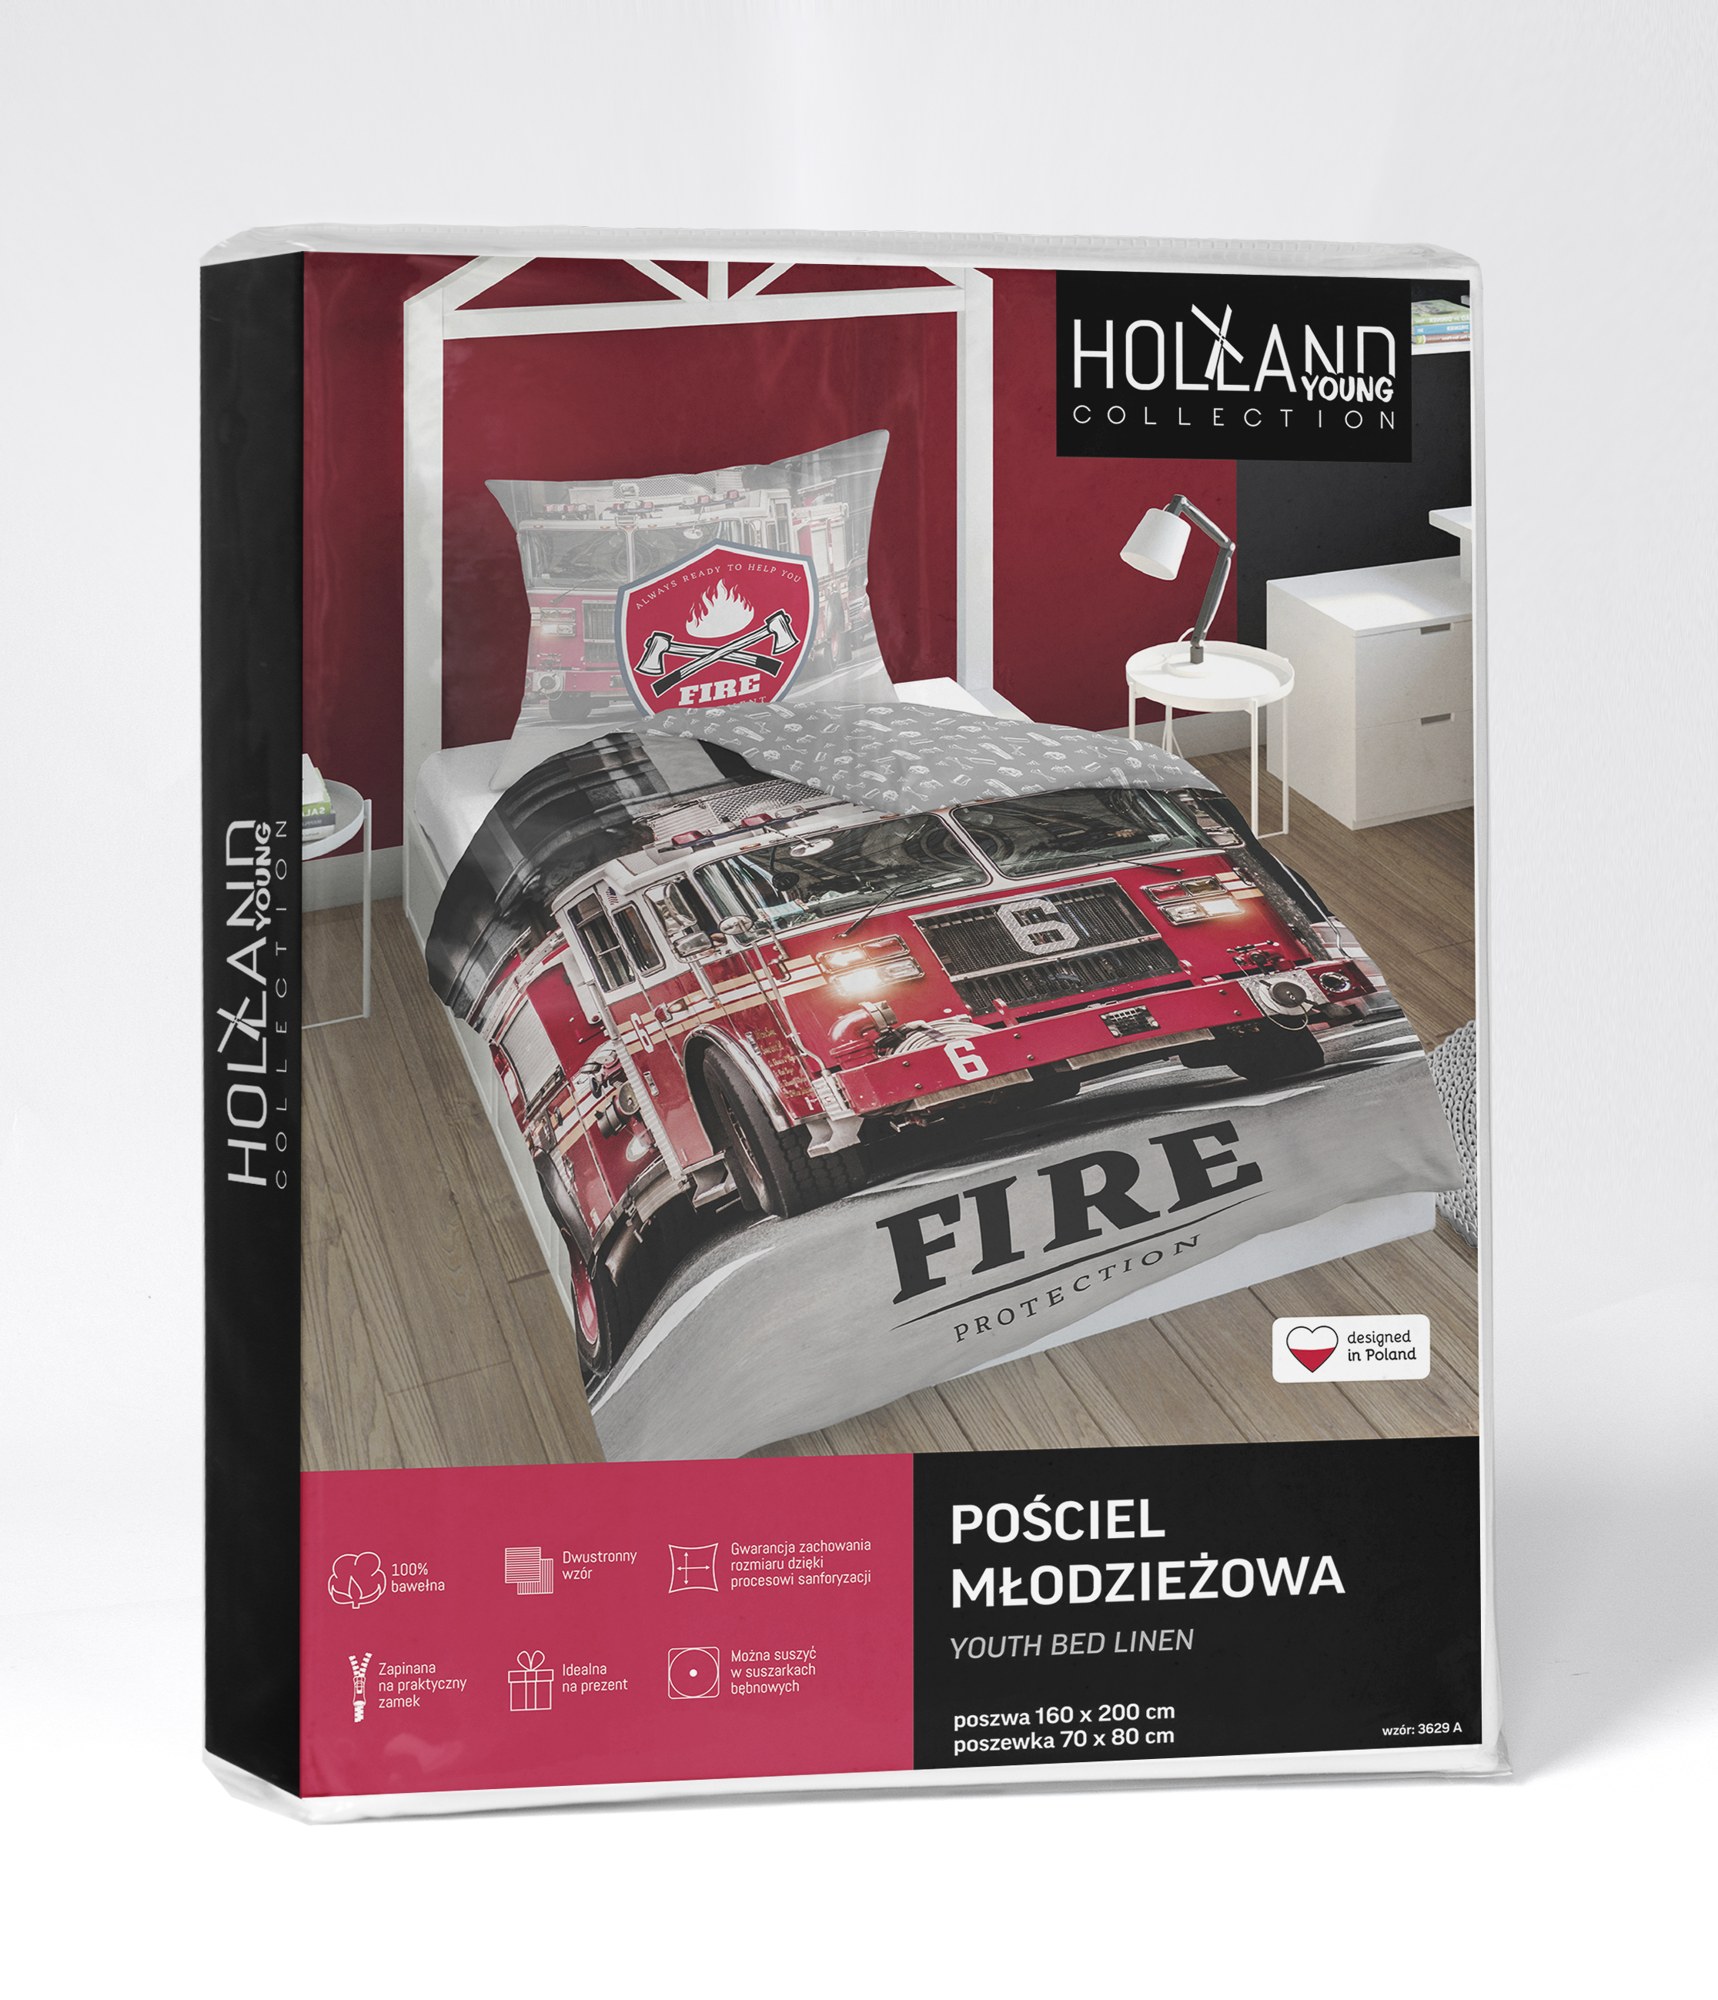 HOLLAND
YOUNG
COLLECTION
HOLLAND
YOUNG
COLLECTION
ALWAYS READY TO HELP YOU
FIRE
6
6
FIRE
PROTECTION
designed
in Poland
100%
bawełna
Dwustronny
wzór
Gwarancja zachowania
rozmiaru dzięki
procesowi sanforyzacji
Zapinana
na praktyczny
zamek
Idealna
na prezent
Można suszyć
w suszarkach
bębnowych
POŚCIEL
MŁODZIEŻOWA
YOUTH BED LINEN
poszwa 160 x 200 cm
poszewka 70 x 80 cm
wzór: 3629 A